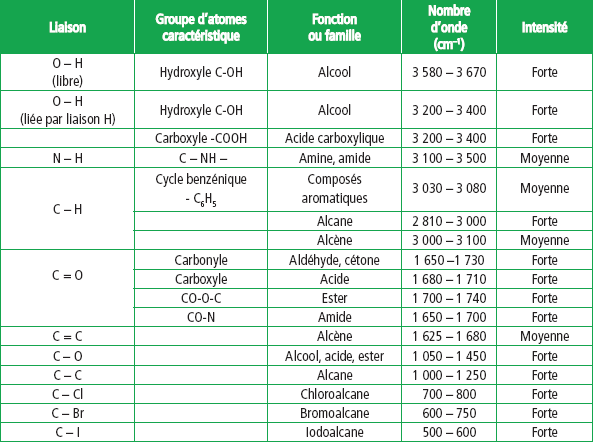 Liaison Groupe d'atomes caractéristique Fonction ou famille Nombre d'onde (cm⁻¹) Intensité
O – H (libre) Hydroxyle C-OH Alcool 3 580 – 3 670 Forte
O – H (liée par liaison H) Hydroxyle C-OH Alcool 3 200 – 3 400 Forte
Carboxyle -COOH Acide carboxylique 3 200 – 3 400 Forte
N – H C – NH – Amine, amide 3 100 – 3 500 Moyenne
C – H Cycle benzénique - C₆H₅ Composés aromatiques 3 030 – 3 080 Moyenne
Alcane 2 810 – 3 000 Forte
Alcène 3 000 – 3 100 Moyenne
C = O Carbonyle Aldéhyde, cétone 1 650 –1 730 Forte
Carboxyle Acide 1 680 – 1 710 Forte
CO-O-C Ester 1 700 – 1 740 Forte
CO-N Amide 1 650 – 1 700 Forte
C = C Alcène 1 625 – 1 680 Moyenne
C – O Alcool, acide, ester 1 050 – 1 450 Forte
C – C Alcane 1 000 – 1 250 Forte
C – Cl Chloroalcane 700 – 800 Forte
C – Br Bromoalcane 600 – 750 Forte
C – I Iodoalcane 500 – 600 Forte